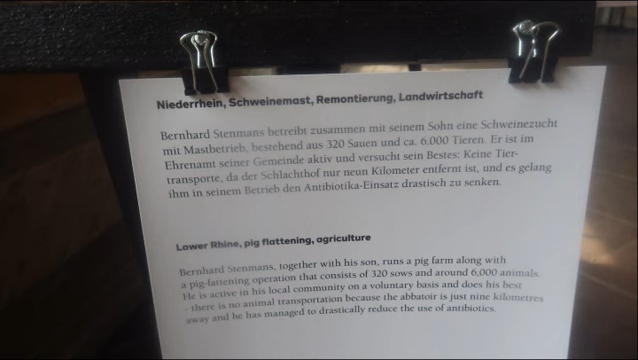 Niederrhein, Schweinemast, Remontierung, Landwirtschaft
Bernhard Stenmans betreibt zusammen mit seinem Sohn eine Schweinezucht
mit Mastbetrieb, bestehend aus 320 Sauen und ca. 6.000 Tieren. Er ist im
Ehrenamt seiner Gemeinde aktiv und versucht sein Bestes: Keine Tier-
transporte, da der Schlachthof nur neun Kilometer entfernt ist, und es gelang
ihm in seinem Betrieb den Antibiotika-Einsatz drastisch zu senken.
Lower Rhine, pig flattening, agriculture
Bernhard Stenmans, together with his son, runs a pig farm along with
a pig-fattening operation that consists of 320 sows and around 6,000 animals.
He is active in his local community on a voluntary basis and does his best
- there is no animal transportation because the abbatoir is just nine kilometres
away and he has managed to drastically reduce the use of antibiotics.